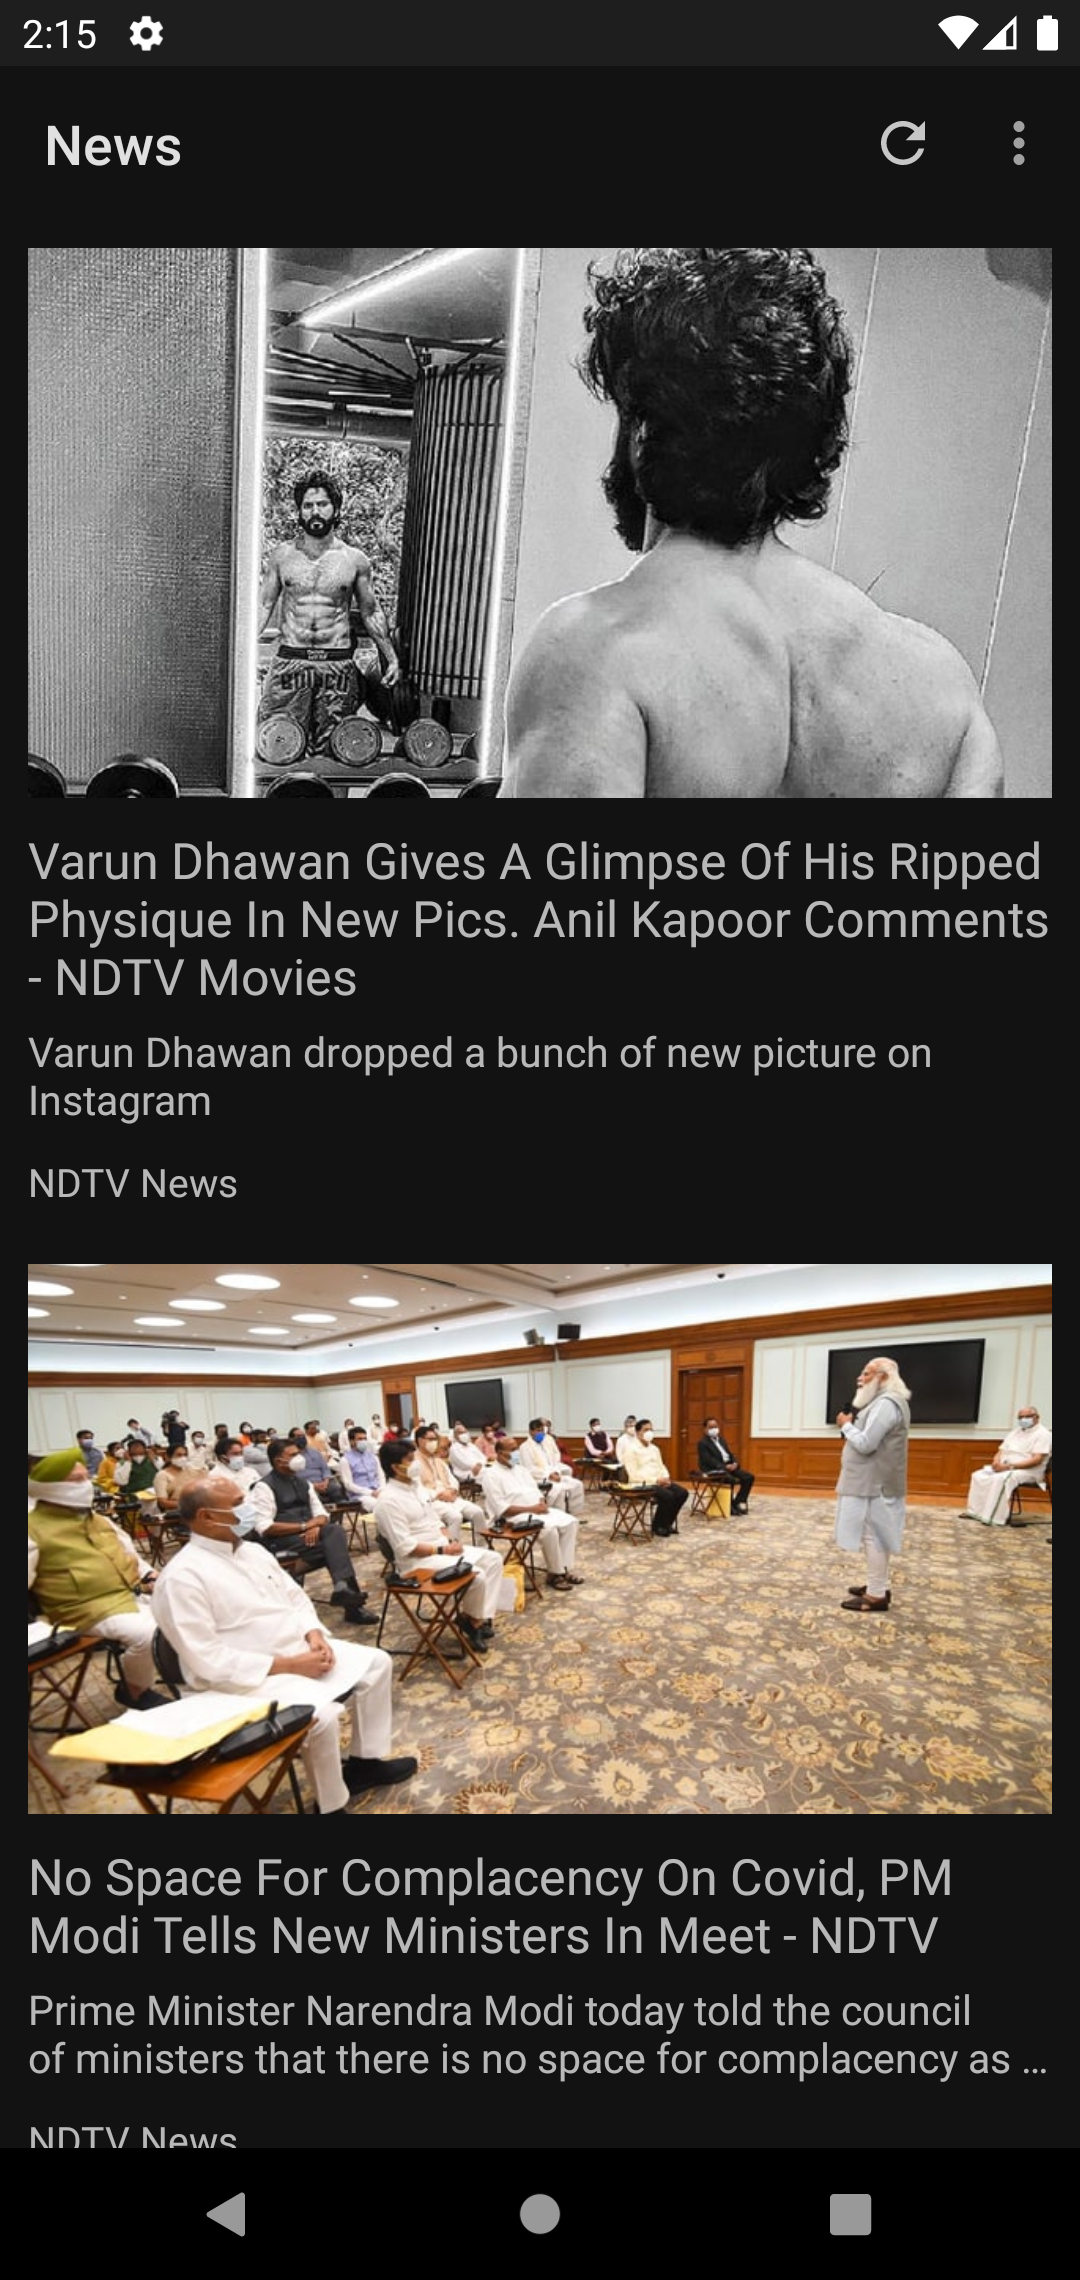 2:15
News
Varun Dhawan Gives A Glimpse Of His Ripped
Physique In New Pics. Anil Kapoor Comments
- NDTV Movies
Varun Dhawan dropped a bunch of new picture on
Instagram
NDTV News
No Space For Complacency On Covid, PM
Modi Tells New Ministers In Meet - NDTV
Prime Minister Narendra Modi today told the council
of ministers that there is no space for complacency as ...
NDTV News